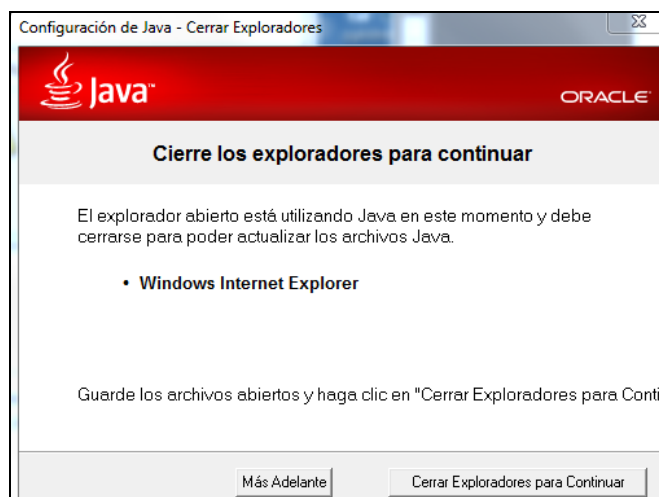 Configuración de Java - Cerrar Exploradores
Java™
ORACLE
Cierre los exploradores para continuar
El explorador abierto está utilizando Java en este momento y debe
cerrarse para poder actualizar los archivos Java.
• Windows Internet Explorer
Guarde los archivos abiertos y haga clic en "Cerrar Exploradores para Conti
Más Adelante
Cerrar Exploradores para Continuar